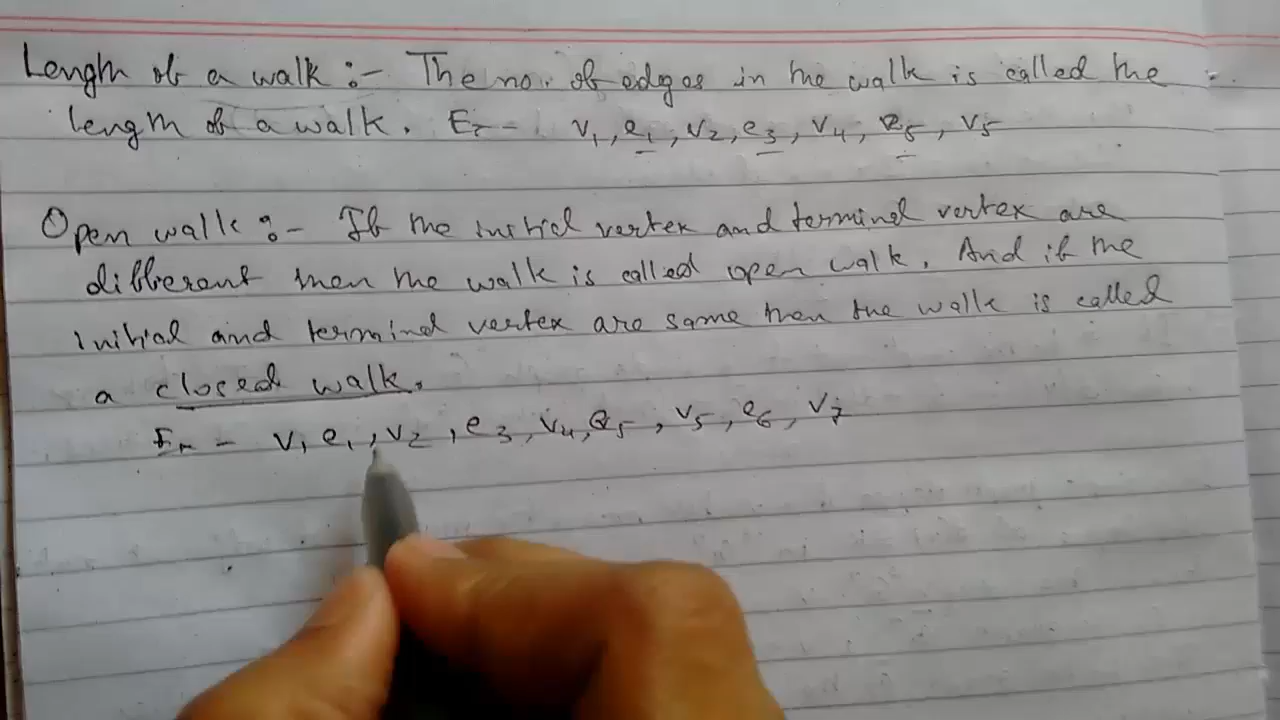 Length of a walk :- The no. of edges in the walk is called the
length of a walk. Ex - v1, e1, v2, e3, v4, e5, v5
Open walk :- If the initial vertex and terminal vertex are
different then the walk is called open walk. And if the
initial and terminal vertex are same then the walk is called
a closed walk.
Ex - v1 e1, v2, e3, v4, e5, v5, e6, v7